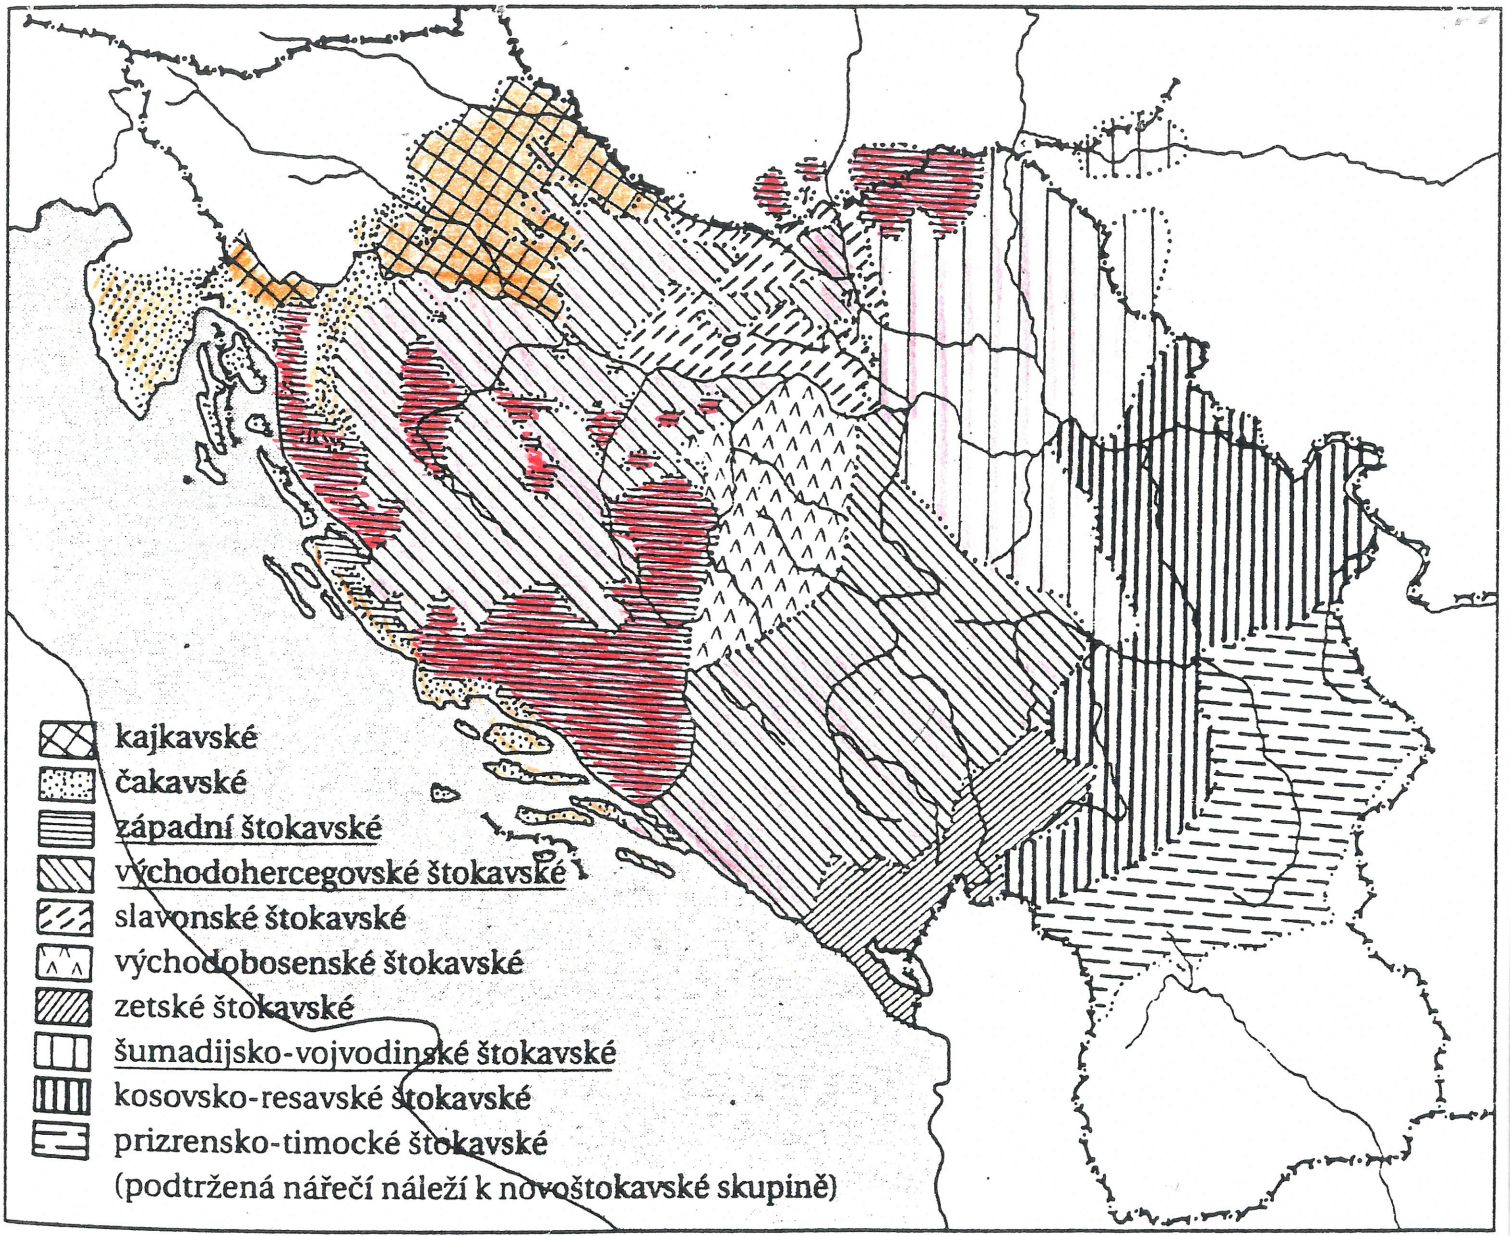 kajkavské
čakavské
západní štokavské
východohercegovské štokavské
slavonské štokavské
východobosenské štokavské
zetské štokavské
šumadijsko-vojvodinské štokavské
kosovsko-resavské štokavské
prizrensko-timocké štokavské
(podtržená nářečí náleží k novoštokavské skupině)